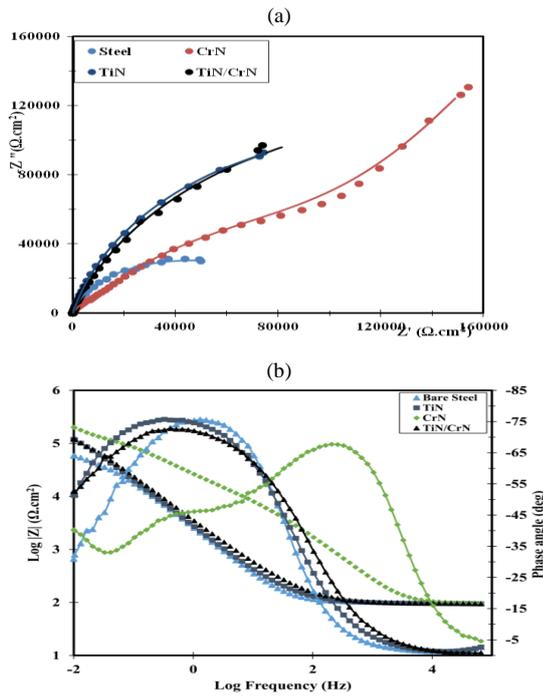 (a)
160000
Steel CrN
TiN TiN/CrN
Z''(Ω.cm²)
120000
80000
40000
0
0 40000 80000 120000 160000
Z' (Ω.cm²)
(b)
6 -85
Bare Steel
TiN
CrN
TiN/CrN
5 -75
4 -65
3 -55
2 -45
1 -35
-25
-15
-5
Log |Z| (Ω.cm²)
Phase angle (deg)
-2 0 2 4
Log Frequency (Hz)